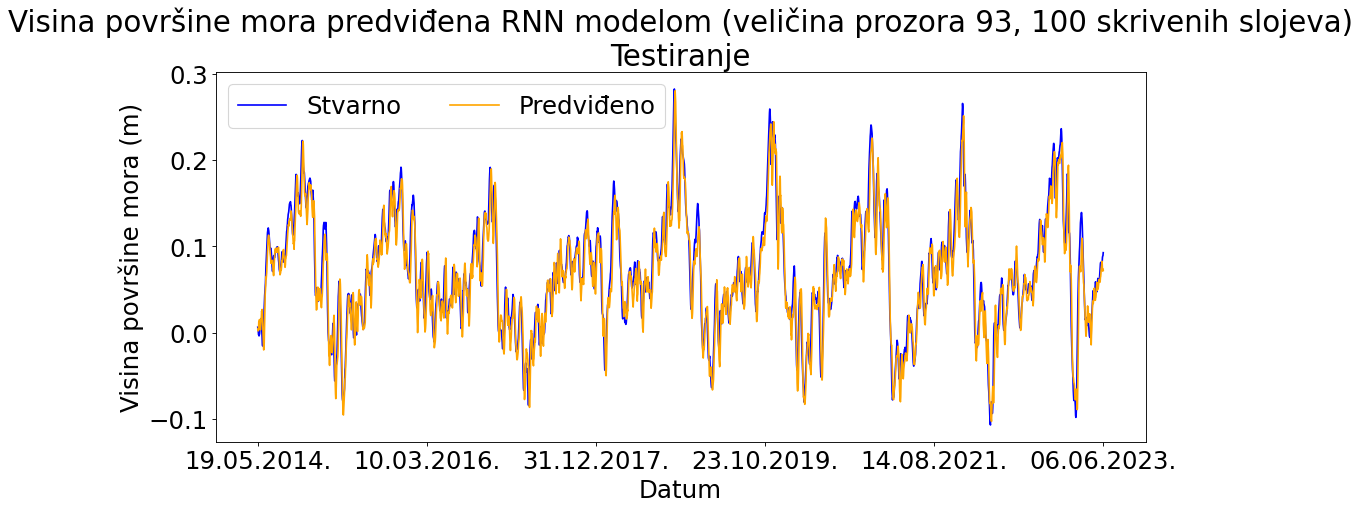 Visina površine mora predviđena RNN modelom (veličina prozora 93, 100 skrivenih slojeva)
Testiranje
Stvarno Predviđeno
Visina površine mora (m)
0.3
0.2
0.1
0.0
−0.1
19.05.2014. 10.03.2016. 31.12.2017. 23.10.2019. 14.08.2021. 06.06.2023.
Datum